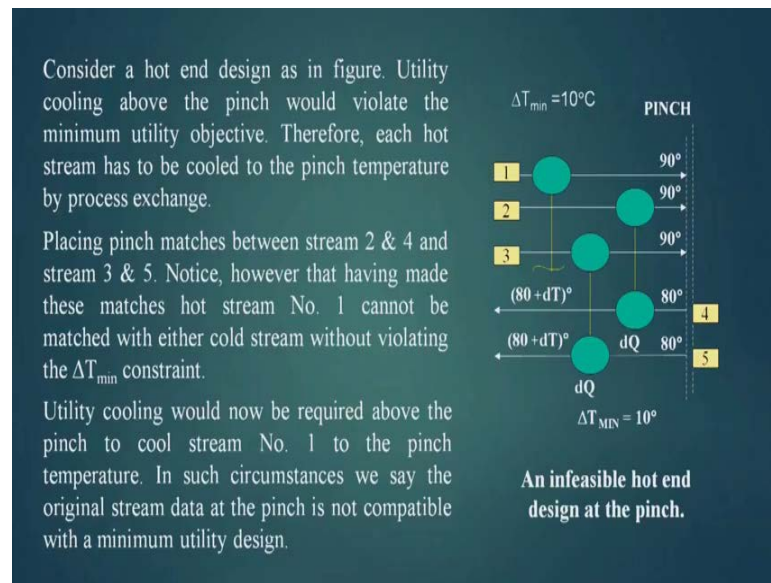 Consider a hot end design as in figure. Utility
cooling above the pinch would violate the
minimum utility objective. Therefore, each hot
stream has to be cooled to the pinch temperature
by process exchange.
Placing pinch matches between stream 2 & 4 and
stream 3 & 5. Notice, however that having made
these matches hot stream No. 1 cannot be
matched with either cold stream without violating
the ΔTmin constraint.
Utility cooling would now be required above the
pinch to cool stream No. 1 to the pinch
temperature. In such circumstances we say the
original stream data at the pinch is not compatible
with a minimum utility design.
ΔTmin =10°C
PINCH
90°
1
90°
2
90°
3
(80 +dT)° 80°
4
(80 +dT)° dQ 80°
5
dQ
ΔTMIN = 10°
An infeasible hot end
design at the pinch.